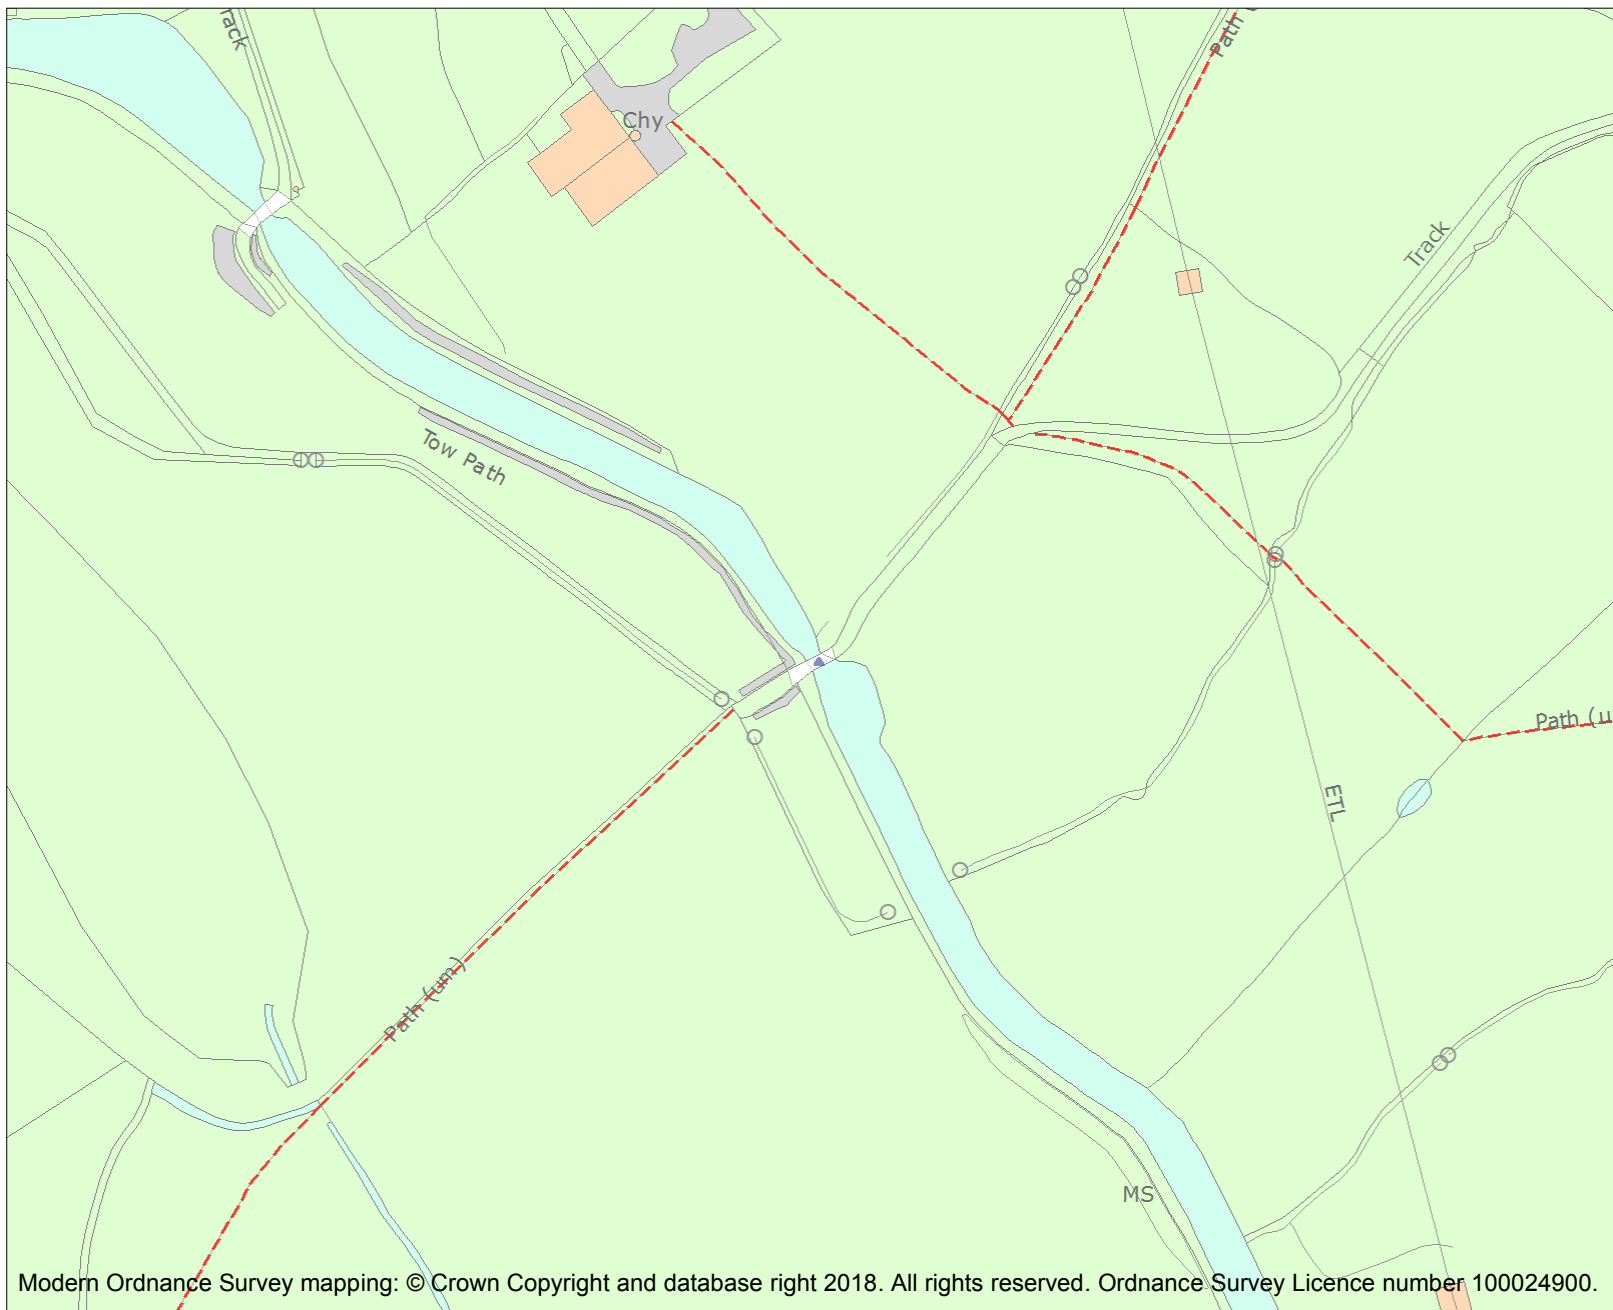 rack
Path
Chy
Track
Tow Path
Path (u
ETL
Path (um)
MS
Modern Ordnance Survey mapping: © Crown Copyright and database right 2018. All rights reserved. Ordnance Survey Licence number 100024900.